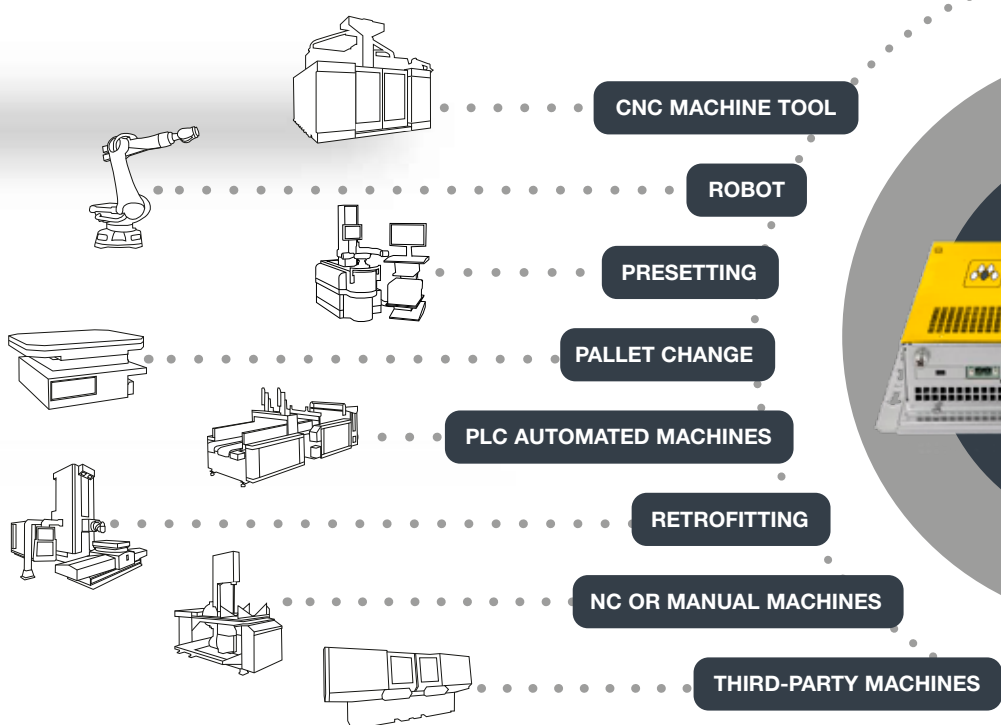 CNC MACHINE TOOL
ROBOT
PRESETTING
PALLET CHANGE
PLC AUTOMATED MACHINES
RETROFITTING
NC OR MANUAL MACHINES
THIRD-PARTY MACHINES